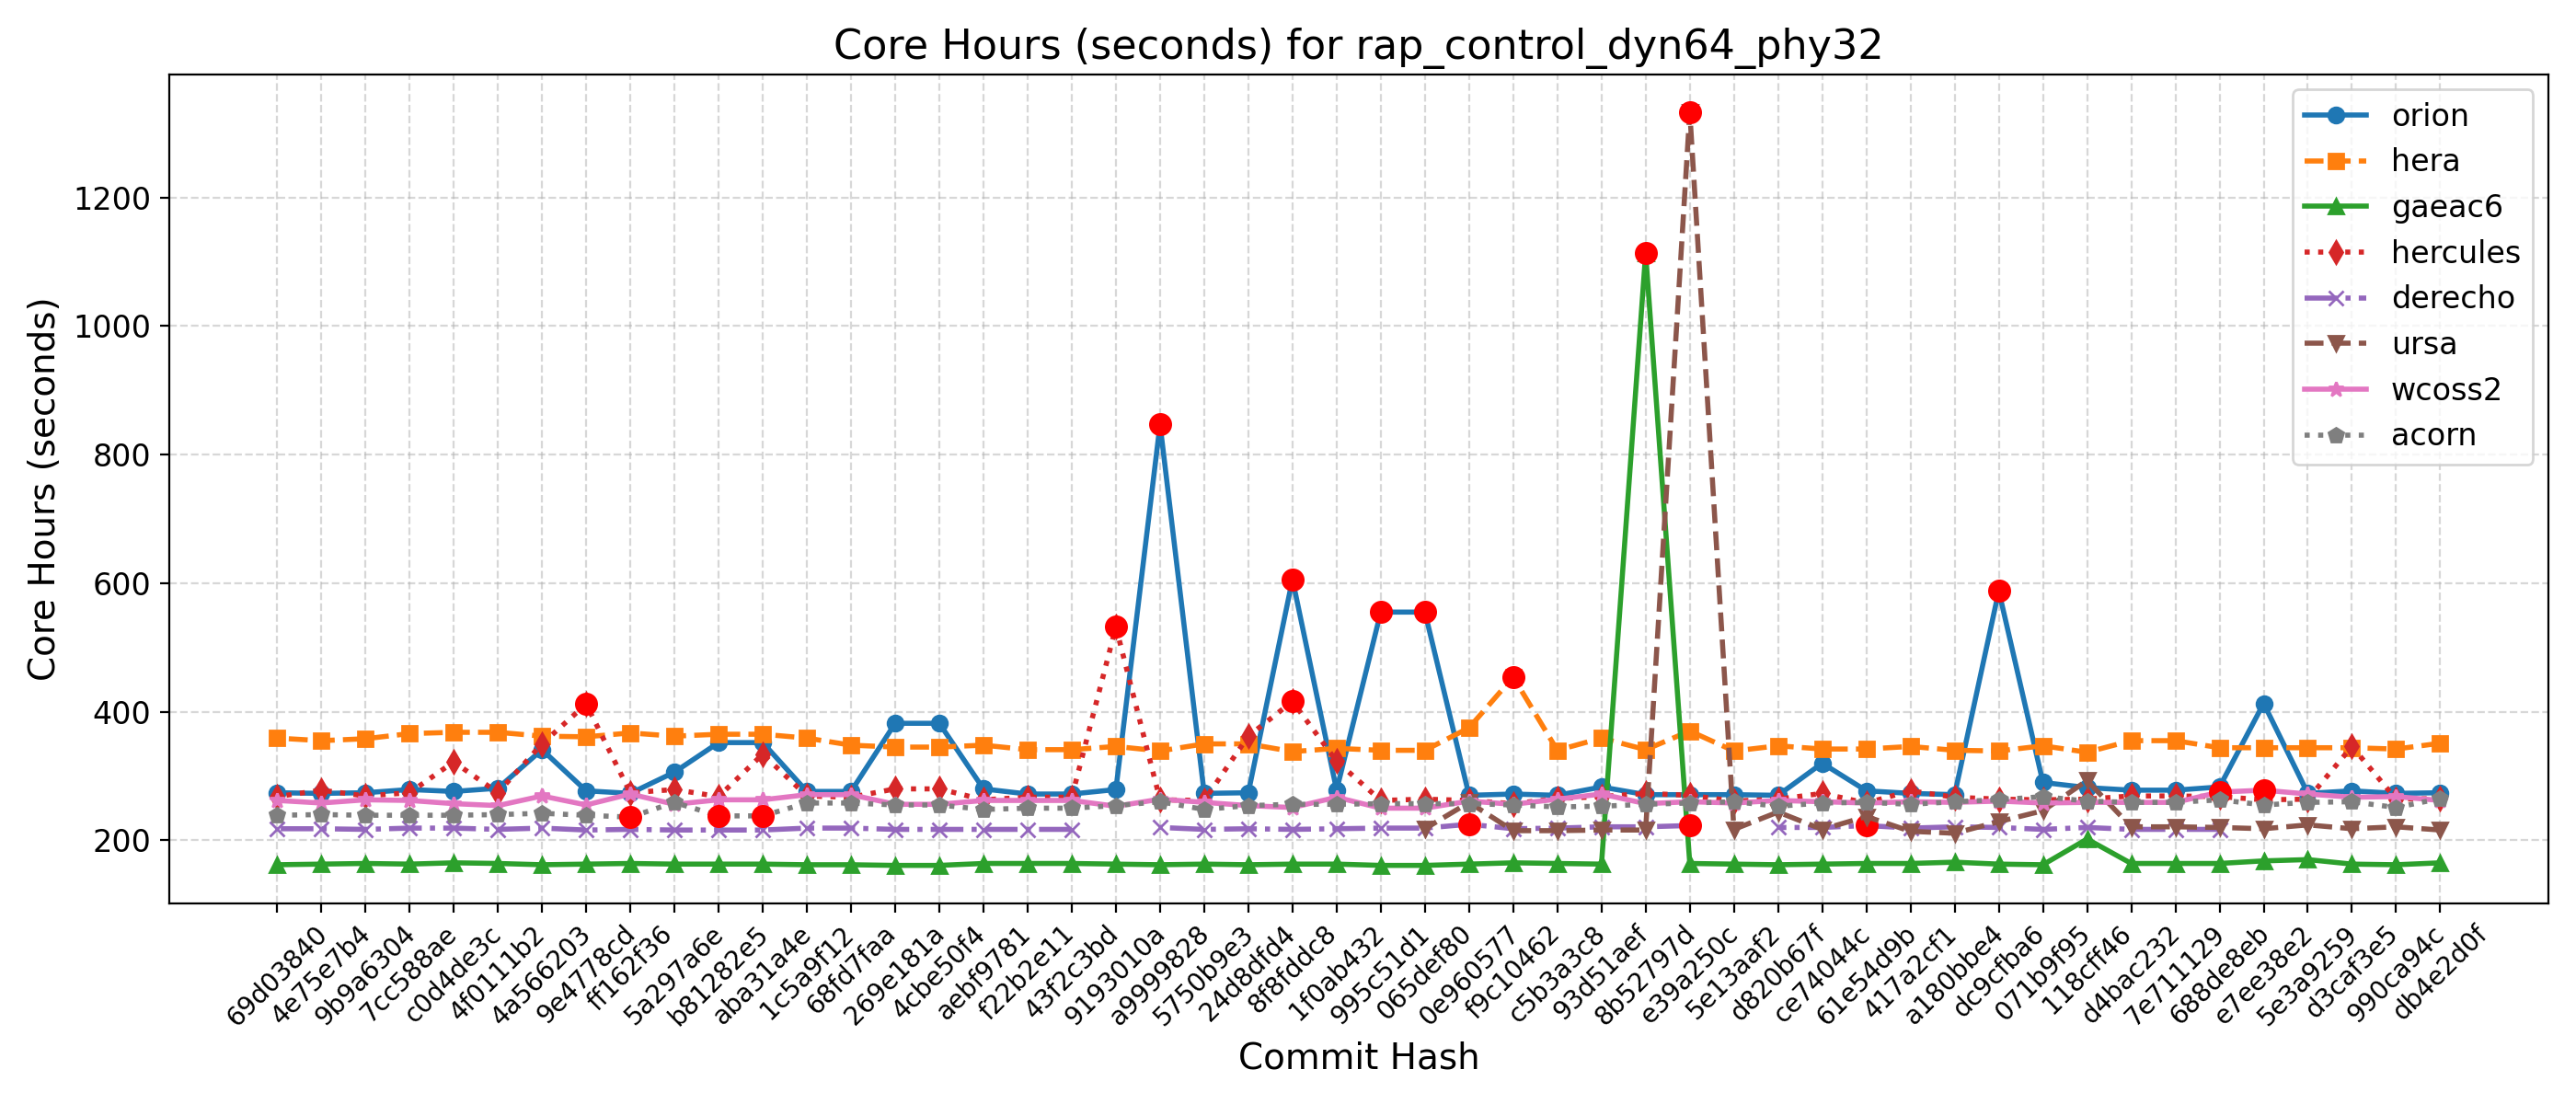 Core Hours (seconds) for rap_control_dyn64_phy32
Core Hours (seconds)
1200
1000
800
600
400
200
orion
hera
gaeac6
hercules
derecho
ursa
wcoss2
acorn
69d03840
4e75e7b4
9b9a6304
7cc588ae
c0d4de3c
4f0111b2
4a566203
9e4778cd
ff162f36
5a297a6e
b81282e5
aba31a4e
1c5a9f12
68fd7faa
269e181a
4cbe50f4
aebf9781
f22b2e11
43f2c3bd
9193010a
a9999828
5750b9e3
24d8dfd4
8f8fddc8
1f0ab432
995c51d1
065def80
0e960577
f9c10462
c5b3a3c8
93d51aef
8b52797d
e39a250c
5e13aaf2
d820b67f
ce74044c
61e54d9b
417a2cf1
a180bbe4
dc9cfba6
071b9f95
118cff46
d4bac232
7e711129
688de8eb
e7ee38e2
5e3a9259
d3caf3e5
990ca94c
db4e2d0f
Commit Hash